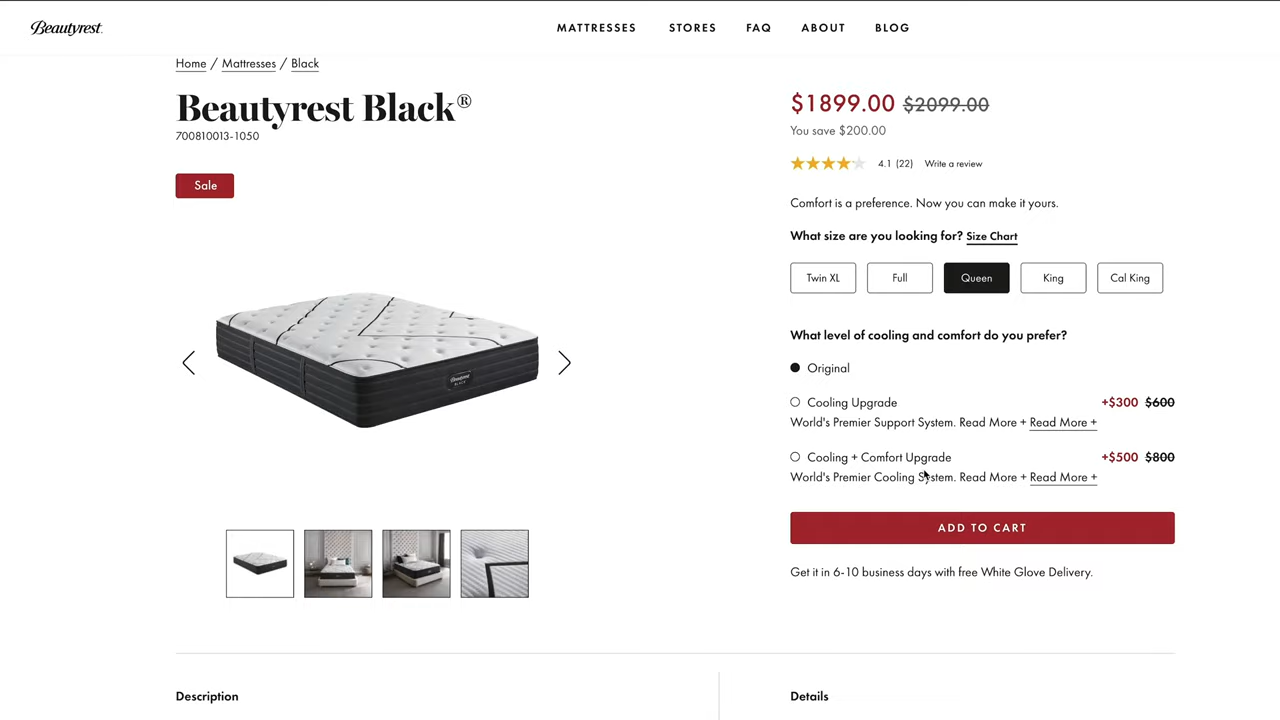 Beautyrest.
MATTRESSES STORES FAQ ABOUT BLOG
Home / Mattresses / Black
Beautyrest Black®
700810013-1050
Sale
Beautyrest
BLACK
$1899.00 $2099.00
You save $200.00
4.1 (22) Write a review
Comfort is a preference. Now you can make it yours.
What size are you looking for? Size Chart
Twin XL Full Queen King Cal King
What level of cooling and comfort do you prefer?
Original
Cooling Upgrade +$300 $600
World's Premier Support System. Read More + Read More +
Cooling + Comfort Upgrade +$500 $800
World's Premier Cooling System. Read More + Read More +
ADD TO CART
Get it in 6-10 business days with free White Glove Delivery.
Description
Details